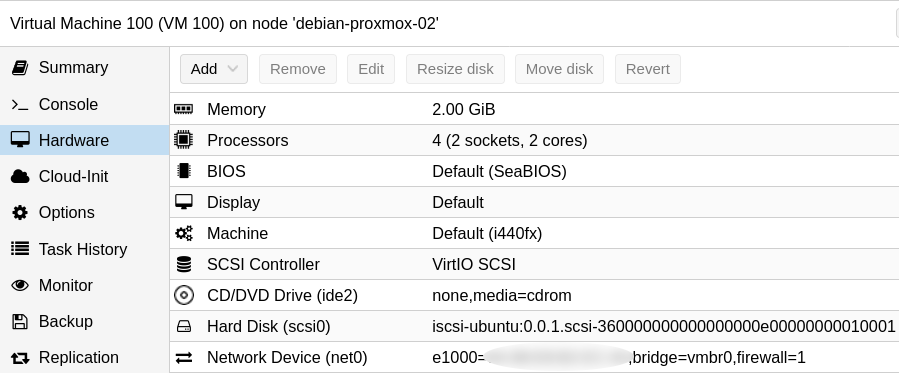 Virtual Machine 100 (VM 100) on node 'debian-proxmox-02'
Summary
Console
Hardware
Cloud-Init
Options
Task History
Monitor
Backup
Replication
Add Remove Edit Resize disk Move disk Revert
Memory 2.00 GiB
Processors 4 (2 sockets, 2 cores)
BIOS Default (SeaBIOS)
Display Default
Machine Default (i440fx)
SCSI Controller VirtIO SCSI
CD/DVD Drive (ide2) none,media=cdrom
Hard Disk (scsi0) iscsi-ubuntu:0.0.1.scsi-360000000000000000e00000000010001
Network Device (net0) e1000= ,bridge=vmbr0,firewall=1